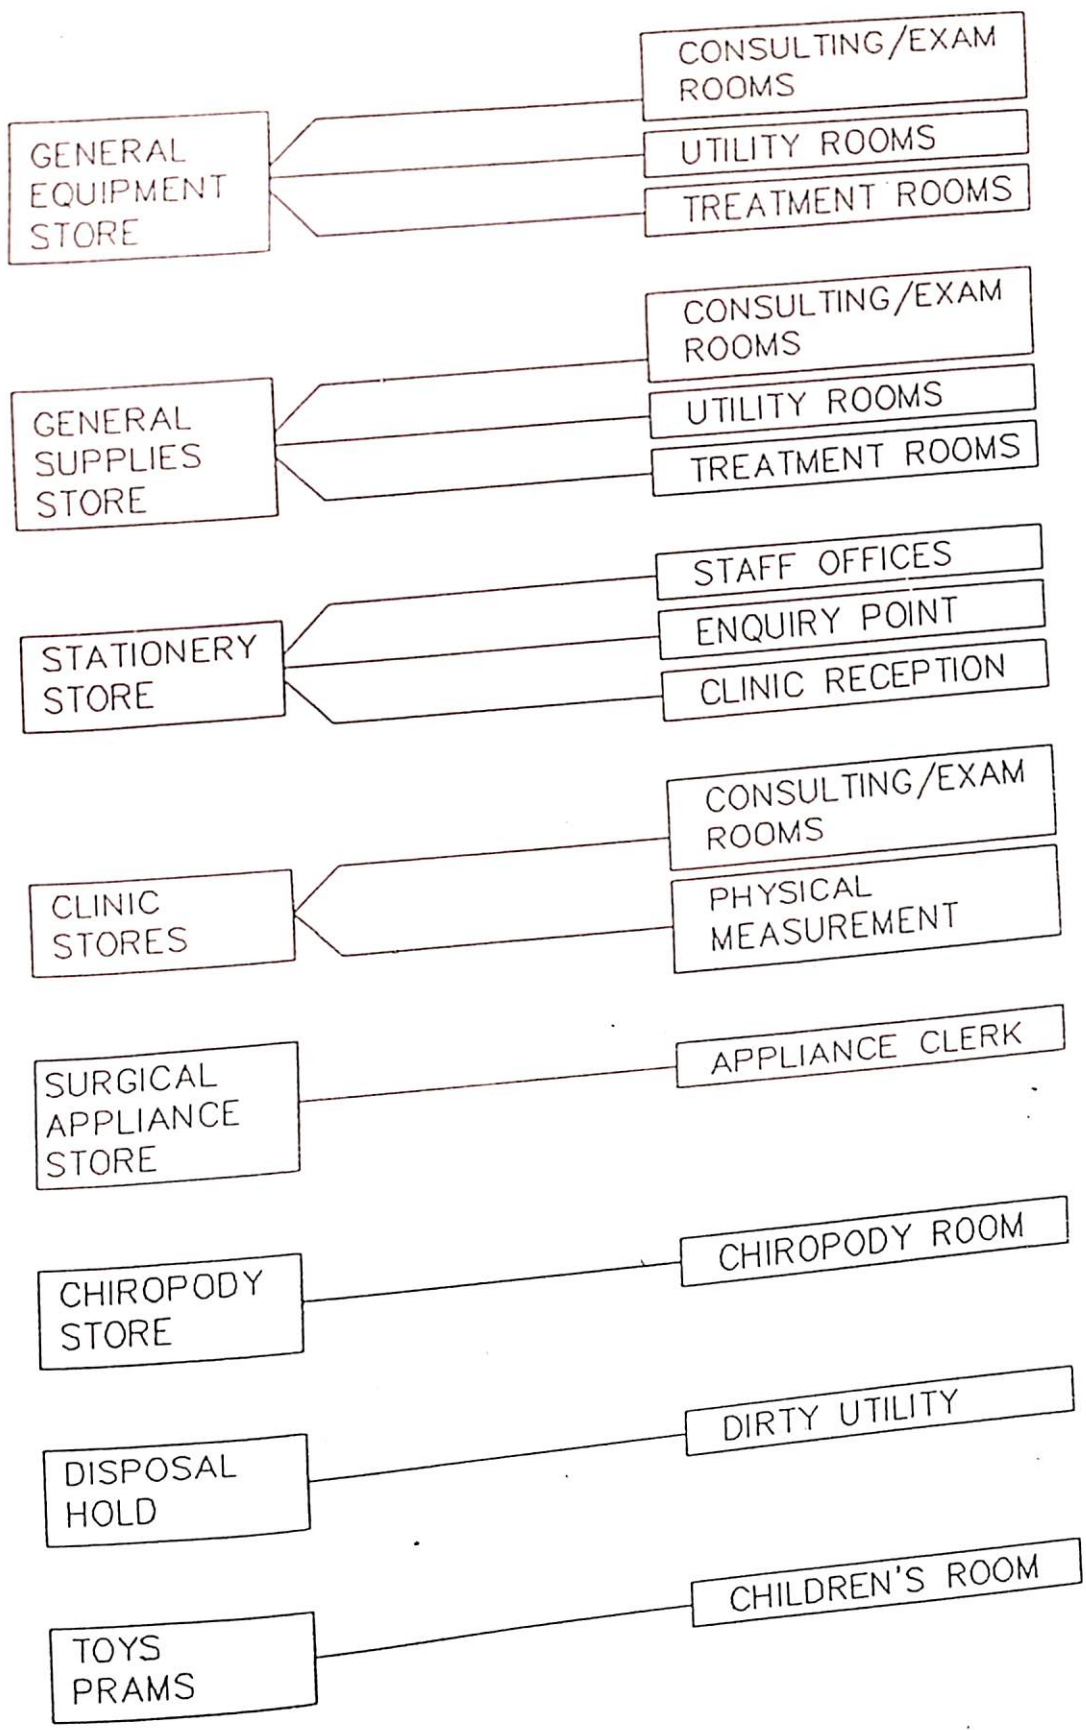 GENERAL
EQUIPMENT
STORE
CONSULTING/EXAM
ROOMS
UTILITY ROOMS
TREATMENT ROOMS
GENERAL
SUPPLIES
STORE
CONSULTING/EXAM
ROOMS
UTILITY ROOMS
TREATMENT ROOMS
STATIONERY
STORE
STAFF OFFICES
ENQUIRY POINT
CLINIC RECEPTION
CLINIC
STORES
CONSULTING/EXAM
ROOMS
PHYSICAL
MEASUREMENT
SURGICAL
APPLIANCE
STORE
APPLIANCE CLERK
CHIROPODY
STORE
CHIROPODY ROOM
DISPOSAL
HOLD
DIRTY UTILITY
TOYS
PRAMS
CHILDREN'S ROOM